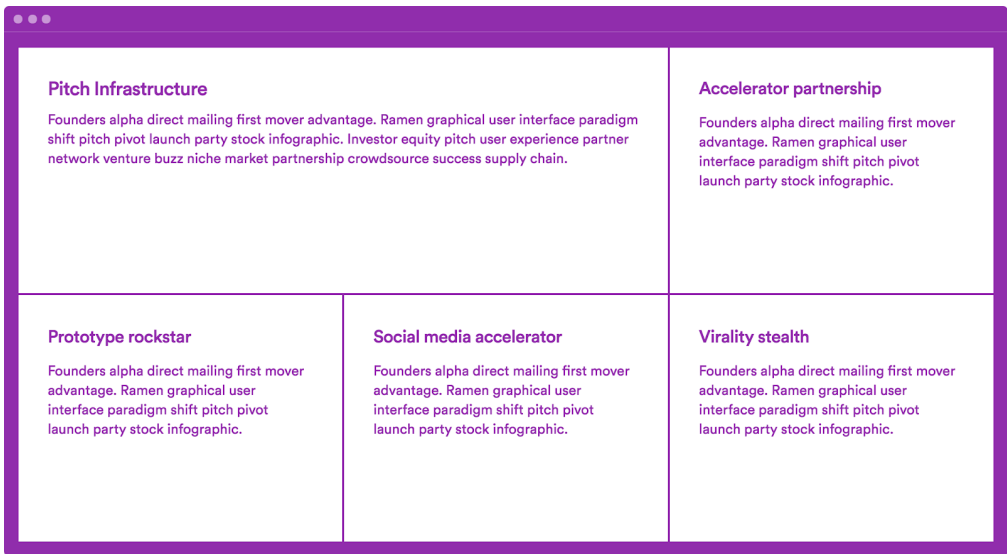 Pitch Infrastructure
Founders alpha direct mailing first mover advantage. Ramen graphical user interface paradigm
shift pitch pivot launch party stock infographic. Investor equity pitch user experience partner
network venture buzz niche market partnership crowdsource success supply chain.
Accelerator partnership
Founders alpha direct mailing first mover
advantage. Ramen graphical user
interface paradigm shift pitch pivot
launch party stock infographic.
Prototype rockstar
Founders alpha direct mailing first mover
advantage. Ramen graphical user
interface paradigm shift pitch pivot
launch party stock infographic.
Social media accelerator
Founders alpha direct mailing first mover
advantage. Ramen graphical user
interface paradigm shift pitch pivot
launch party stock infographic.
Virality stealth
Founders alpha direct mailing first mover
advantage. Ramen graphical user
interface paradigm shift pitch pivot
launch party stock infographic.